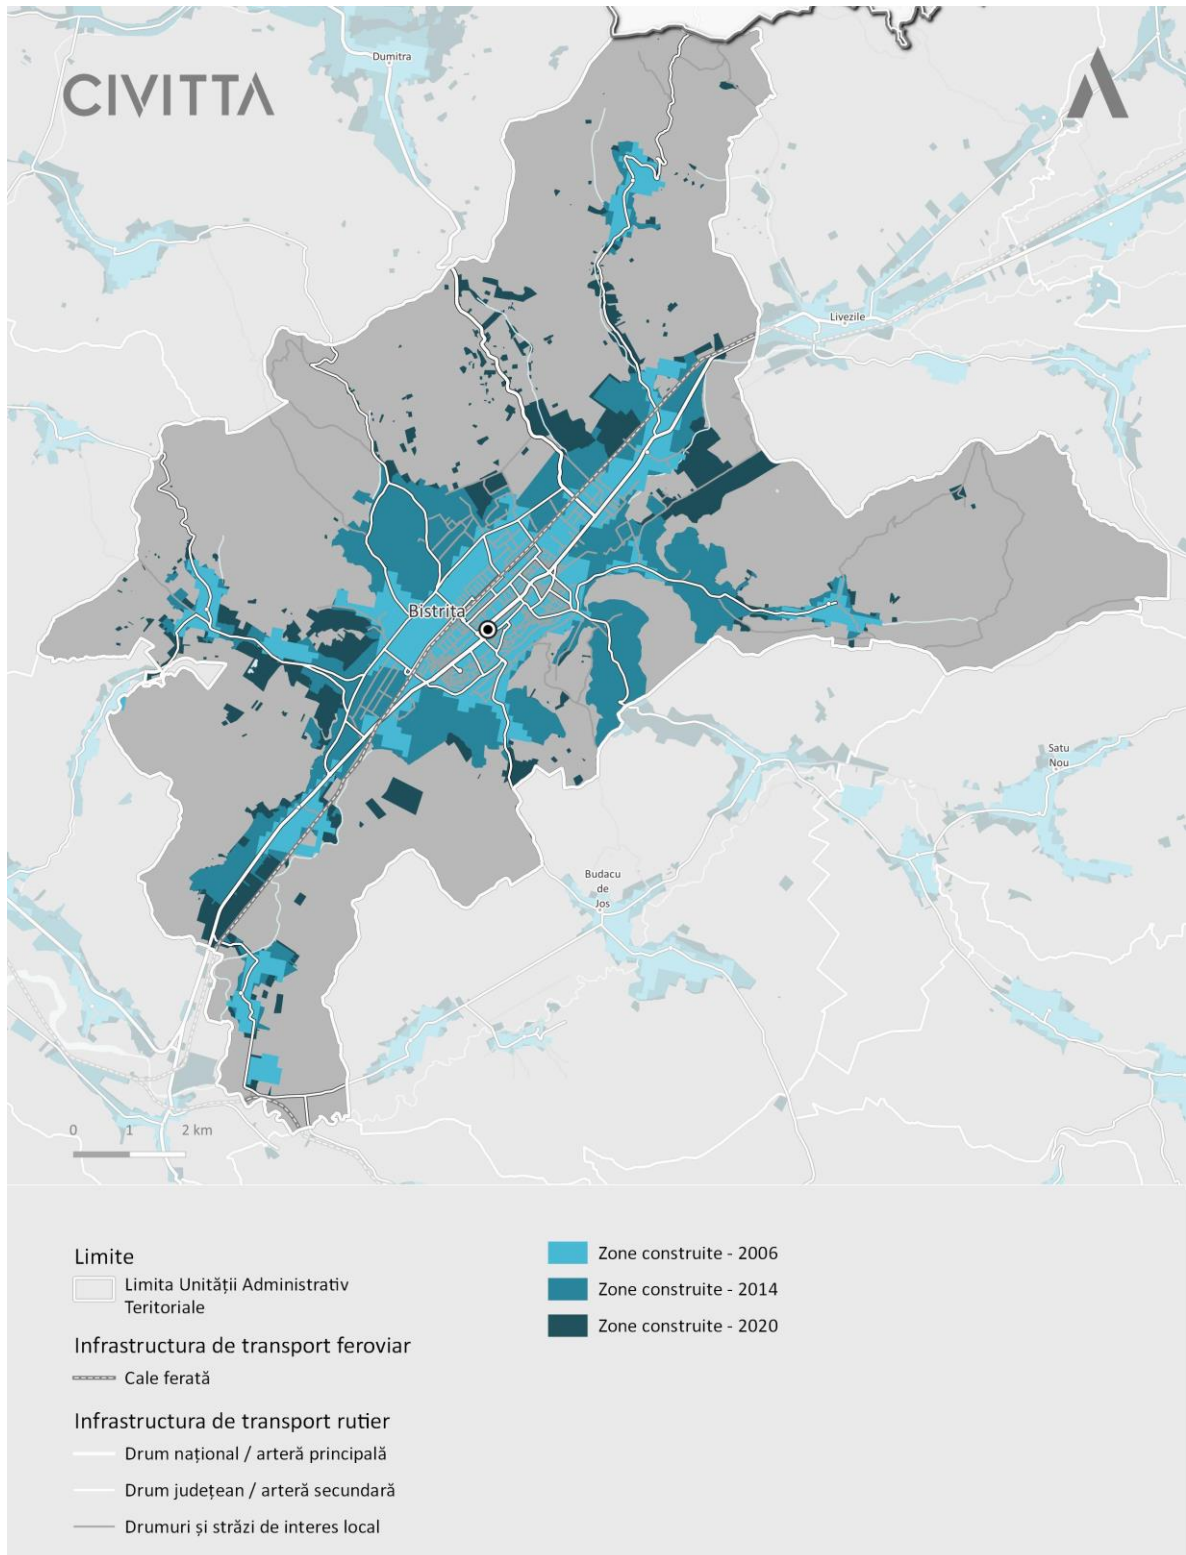 Dumitra
CIVITTA
Livezile
Bistrița
Satu
Nou
Budacu
de
Jos
0 1 2 km
Limite
Limita Unității Administrativ
Teritoriale
Infrastructura de transport feroviar
Cale ferată
Infrastructura de transport rutier
Drum național / arteră principală
Drum județean / arteră secundară
Drumuri și străzi de interes local
Zone construite - 2006
Zone construite - 2014
Zone construite - 2020